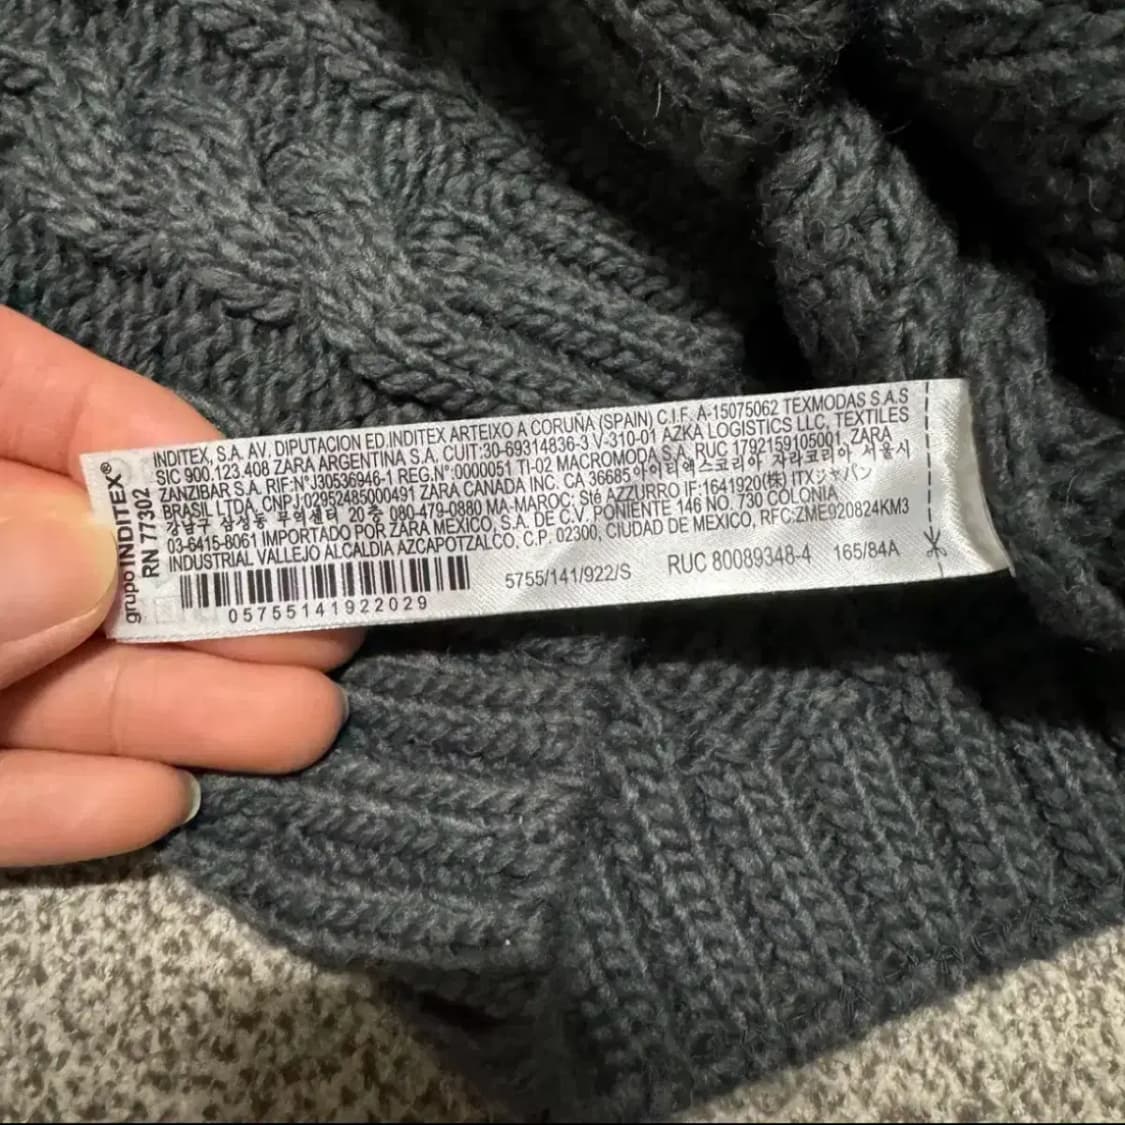 grupo INDITEX®
RN 77302
INDITEX, S.A. AV. DIPUTACION ED.INDITEX ARTEIXO A CORUÑA (SPAIN) C.I.F. A-15075062 TEXMODAS S.A.S
SIC 900.123.408 ZARA ARGENTINA S.A. CUIT:30-69314836-3 V-310-01 AZKA LOGISTICS LLC, TEXTILES
ZANZIBAR S.A. RIF:N°J30536946-1 REG.N°:0000051 TI-02 MACROMODA S.A. RUC 1792159105001, ZARA
BRASIL LTDA, CNPJ:02952485000491 ZARA CANADA INC. CA 36685 아이티엑스코리아 자라코리아 서울시
강남구 삼성동 무역센터 20층 080-479-0880 MA-MAROC: Sté AZZURRO IF:1641920(株) ITXジャパン
03-6415-8061 IMPORTADO POR ZARA MEXICO, S.A. DE C.V. PONIENTE 146 NO. 730 COLONIA
INDUSTRIAL VALLEJO ALCALDIA AZCAPOTZALCO, C.P. 02300, CIUDAD DE MEXICO, RFC:ZME920824KM3
05755141922029
5755/141/922/S
RUC 80089348-4
165/84A